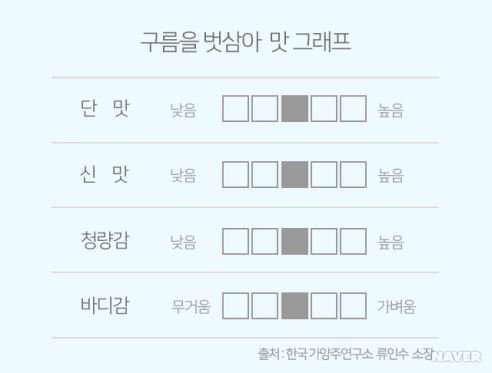 구름을 벗삼아 맛 그래프
단 맛 낮음 높음
신 맛 낮음 높음
청량감 낮음 높음
바디감 무거움 가벼움
출처 : 한국가양주연구소 류인수 소장
NAVER